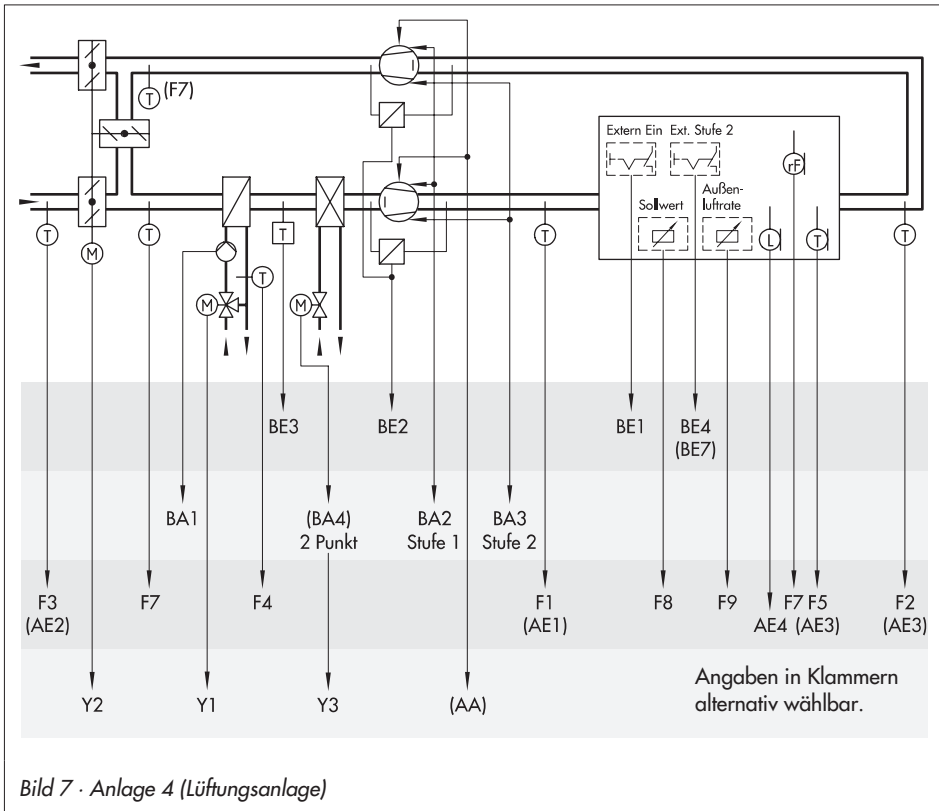 (F7)
T
Extern Ein Ext. Stufe 2
rF
Sollwert
Außen-
luftrate
T
T
T
T
L
T
T
M
T
M
M
BE3
BE2
BE1
BE4
(BE7)
BA1
(BA4)
2 Punkt
BA2
Stufe 1
BA3
Stufe 2
F3
(AE2)
F7
F4
F1
(AE1)
F8
F9
AE4
F7
F5
(AE3)
F2
(AE3)
Y2
Y1
Y3
(AA)
Angaben in Klammern
alternativ wählbar.
Bild 7 · Anlage 4 (Lüftungsanlage)